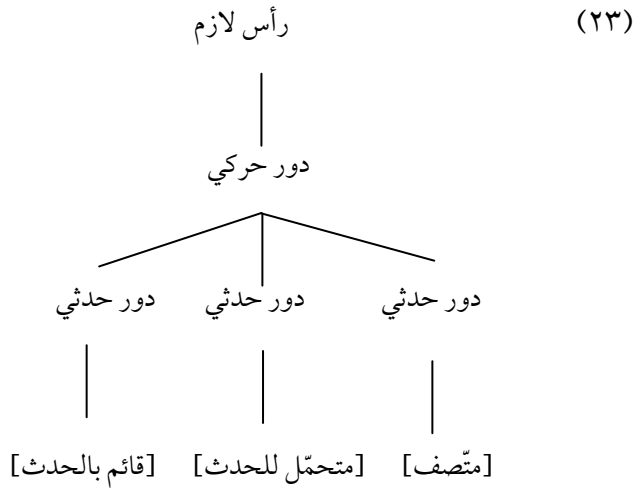 (٢٣) رأس لازم
دور حركي
دور حدثي دور حدثي دور حدثي
[متّصف] [متحمّل للحدث] [قائم بالحدث]